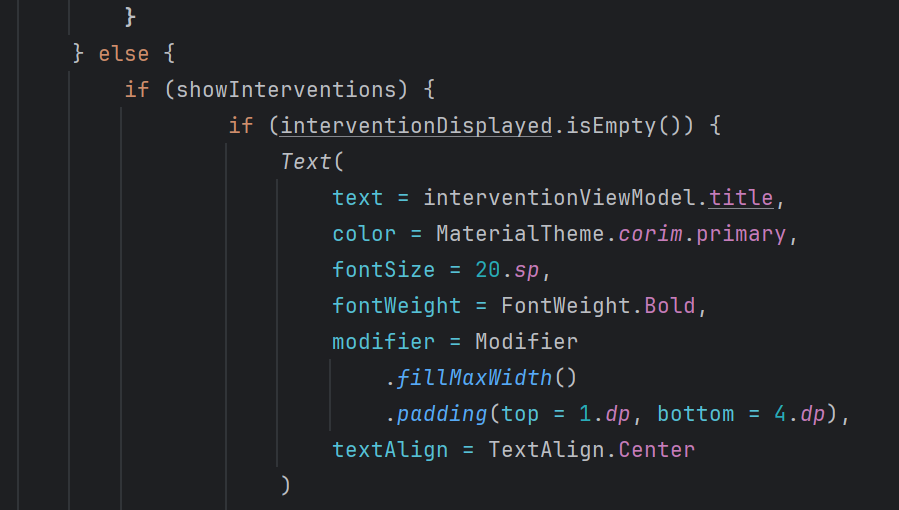 }
} else {
if (showInterventions) {
if (interventionDisplayed.isEmpty()) {
Text(
text = interventionViewModel.title,
color = MaterialTheme.corim.primary,
fontSize = 20.sp,
fontWeight = FontWeight.Bold,
modifier = Modifier
.fillMaxWidth()
.padding(top = 1.dp, bottom = 4.dp),
textAlign = TextAlign.Center
)